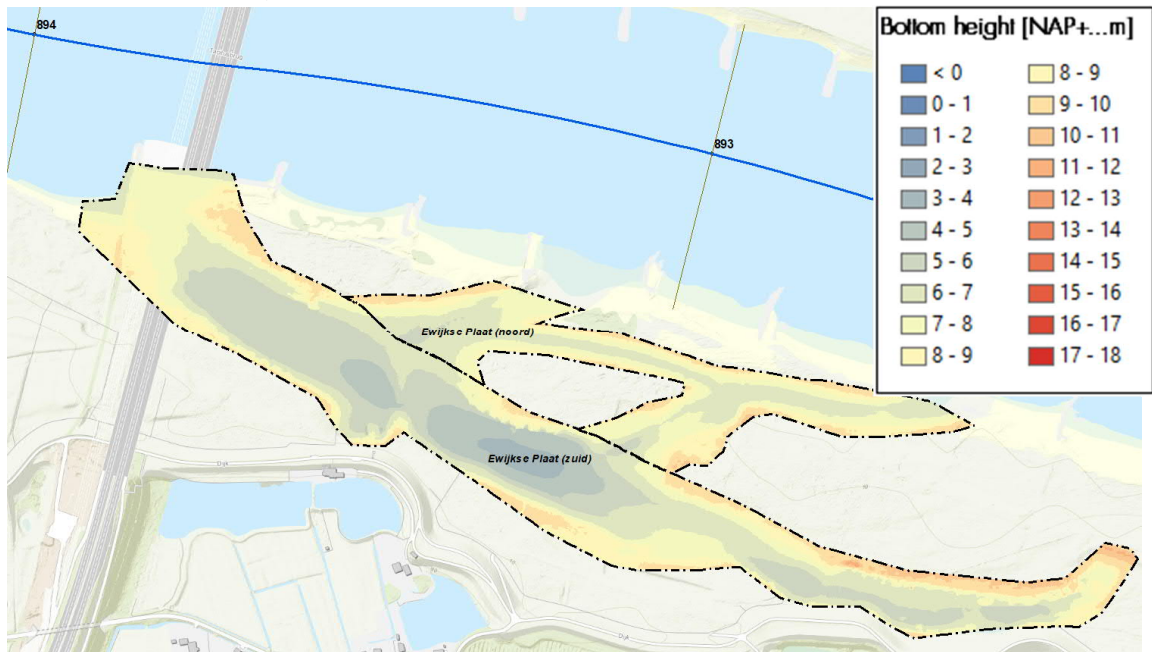 894
893
Bottom height [NAP+...m]
< 0
0 - 1
1 - 2
2 - 3
3 - 4
4 - 5
5 - 6
6 - 7
7 - 8
8 - 9
8 - 9
9 - 10
10 - 11
11 - 12
12 - 13
13 - 14
14 - 15
15 - 16
16 - 17
17 - 18
Ewijkse Plaat (noord)
Ewijkse Plaat (zuid)
Dijk
Dijk